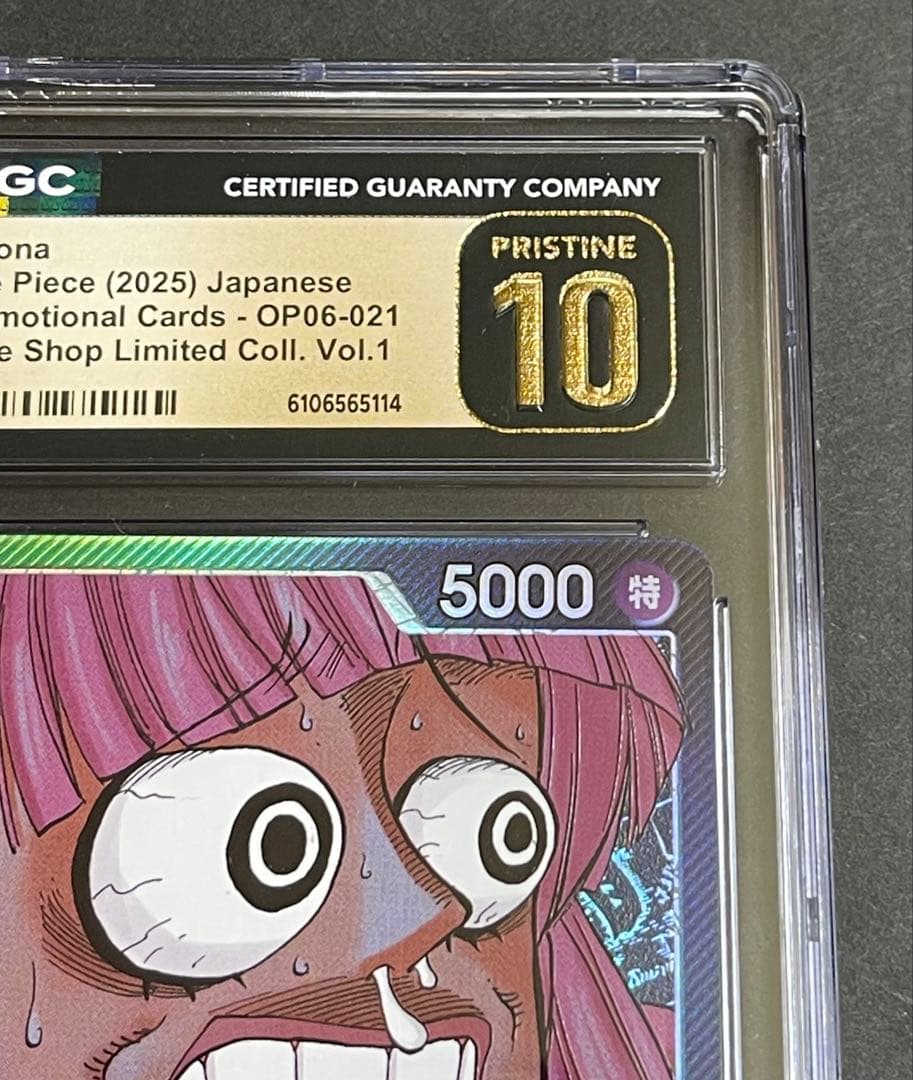 GC
CERTIFIED GUARANTY COMPANY
ona
e Piece (2025) Japanese
motional Cards - OP06-021
e Shop Limited Coll. Vol.1
6106565114
PRISTINE
10
5000 特